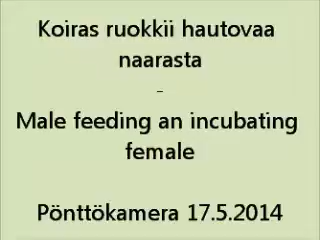 Koiras ruokkii hautovaa
naarasta
-
Male feeding an incubating
female
Pönttökamera 17.5.2014